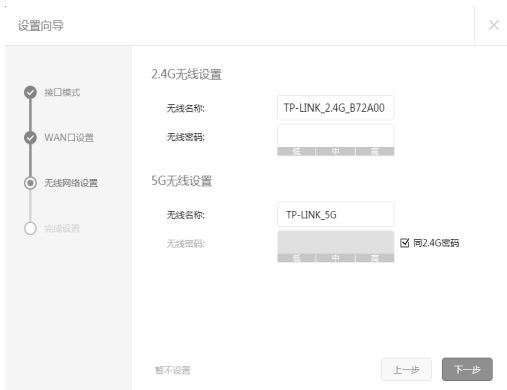 设置向导
接口模式
WAN口设置
无线网络设置
完成设置
2.4G无线设置
无线名称: TP-LINK_2.4G_B72A00
无线密码:
低 中 高
5G无线设置
无线名称: TP-LINK_5G
无线密码: 同2.4G密码
低 中 高
暂不设置 上一步 下一步